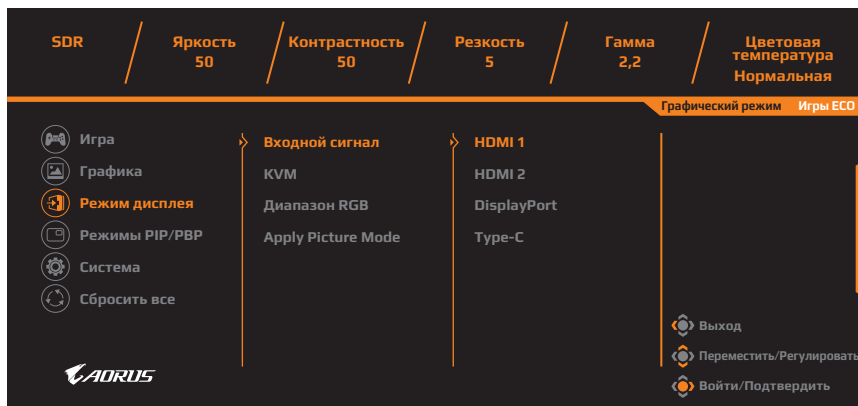 SDR
Яркость
50
Контрастность
50
Резкость
5
Гамма
2,2
Цветовая
температура
Нормальная
Графический режим Игры ECO
Игра
Графика
Режим дисплея
Режимы PIP/PBP
Система
Сбросить все
Входной сигнал
KVM
Диапазон RGB
Apply Picture Mode
HDMI 1
HDMI 2
DisplayPort
Type-C
Выход
Переместить/Регулировать
Войти/Подтвердить
AORUS